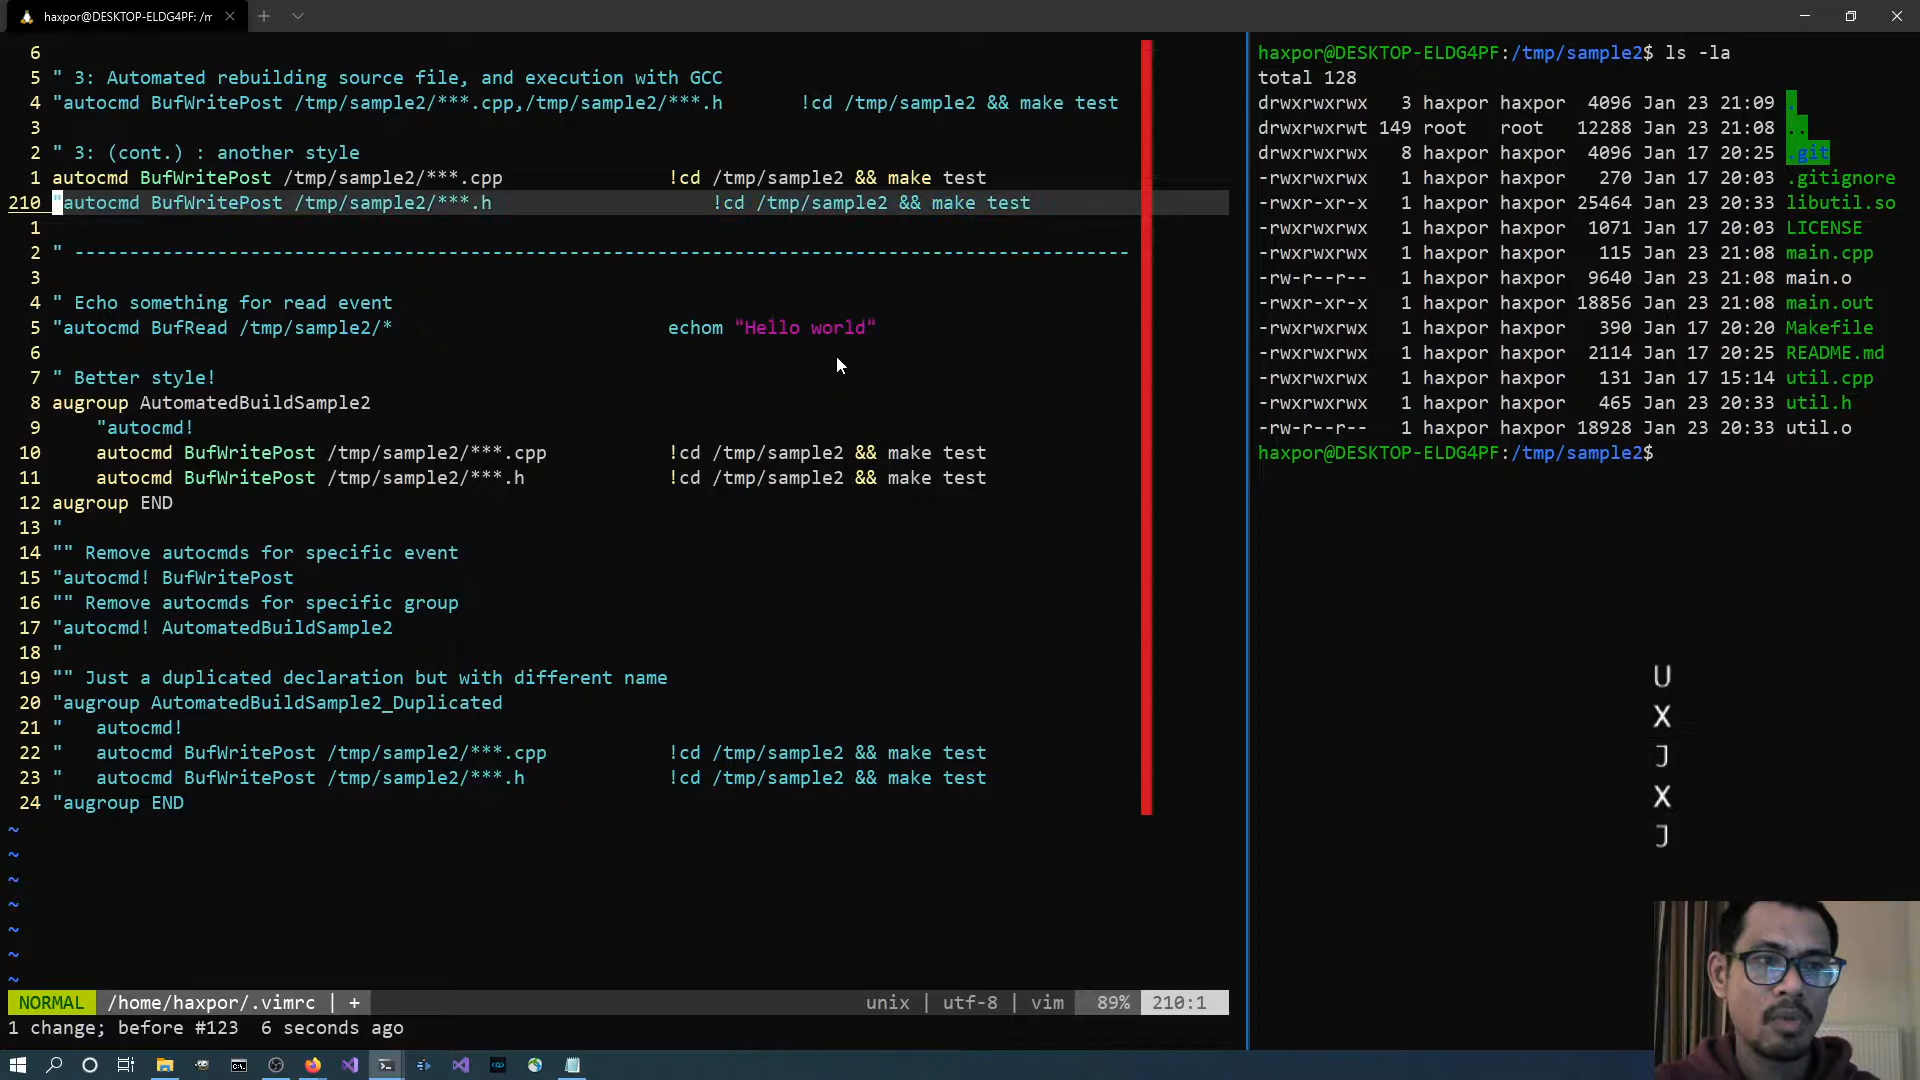 haxpor@DESKTOP-ELDG4PF: /m
6
5 " 3: Automated rebuilding source file, and execution with GCC
4 "autocmd BufWritePost /tmp/sample2/***.cpp,/tmp/sample2/***.h !cd /tmp/sample2 && make test
3
2 " 3: (cont.) : another style
1 autocmd BufWritePost /tmp/sample2/***.cpp !cd /tmp/sample2 && make test
210 "autocmd BufWritePost /tmp/sample2/***.h !cd /tmp/sample2 && make test
1
2 " ------------------------------------------------------------------------------------------------
3
4 " Echo something for read event
5 "autocmd BufRead /tmp/sample2/* echom "Hello world"
6
7 " Better style!
8 augroup AutomatedBuildSample2
9 "autocmd!
10 autocmd BufWritePost /tmp/sample2/***.cpp !cd /tmp/sample2 && make test
11 autocmd BufWritePost /tmp/sample2/***.h !cd /tmp/sample2 && make test
12 augroup END
13 "
14 "" Remove autocmds for specific event
15 "autocmd! BufWritePost
16 "" Remove autocmds for specific group
17 "autocmd! AutomatedBuildSample2
18 "
19 "" Just a duplicated declaration but with different name
20 "augroup AutomatedBuildSample2_Duplicated
21 " autocmd!
22 " autocmd BufWritePost /tmp/sample2/***.cpp !cd /tmp/sample2 && make test
23 " autocmd BufWritePost /tmp/sample2/***.h !cd /tmp/sample2 && make test
24 "augroup END
~
~
~
~
~
~
~
NORMAL /home/haxpor/.vimrc | + unix | utf-8 | vim 89% 210:1
1 change; before #123 6 seconds ago
haxpor@DESKTOP-ELDG4PF:/tmp/sample2$ ls -la
total 128
drwxrwxrwx 3 haxpor haxpor 4096 Jan 23 21:09 .
drwxrwxrwt 149 root root 12288 Jan 23 21:08 ..
drwxrwxrwx 8 haxpor haxpor 4096 Jan 17 20:25 .git
-rwxrwxrwx 1 haxpor haxpor 270 Jan 17 20:03 .gitignore
-rwxr-xr-x 1 haxpor haxpor 25464 Jan 23 20:33 libutil.so
-rwxrwxrwx 1 haxpor haxpor 1071 Jan 17 20:03 LICENSE
-rwxrwxrwx 1 haxpor haxpor 115 Jan 23 21:08 main.cpp
-rw-r--r-- 1 haxpor haxpor 9640 Jan 23 21:08 main.o
-rwxr-xr-x 1 haxpor haxpor 18856 Jan 23 21:08 main.out
-rwxrwxrwx 1 haxpor haxpor 390 Jan 17 20:20 Makefile
-rwxrwxrwx 1 haxpor haxpor 2114 Jan 17 20:25 README.md
-rwxrwxrwx 1 haxpor haxpor 131 Jan 17 15:14 util.cpp
-rwxrwxrwx 1 haxpor haxpor 465 Jan 23 20:33 util.h
-rw-r--r-- 1 haxpor haxpor 18928 Jan 23 20:33 util.o
haxpor@DESKTOP-ELDG4PF:/tmp/sample2$
U
X
J
X
J